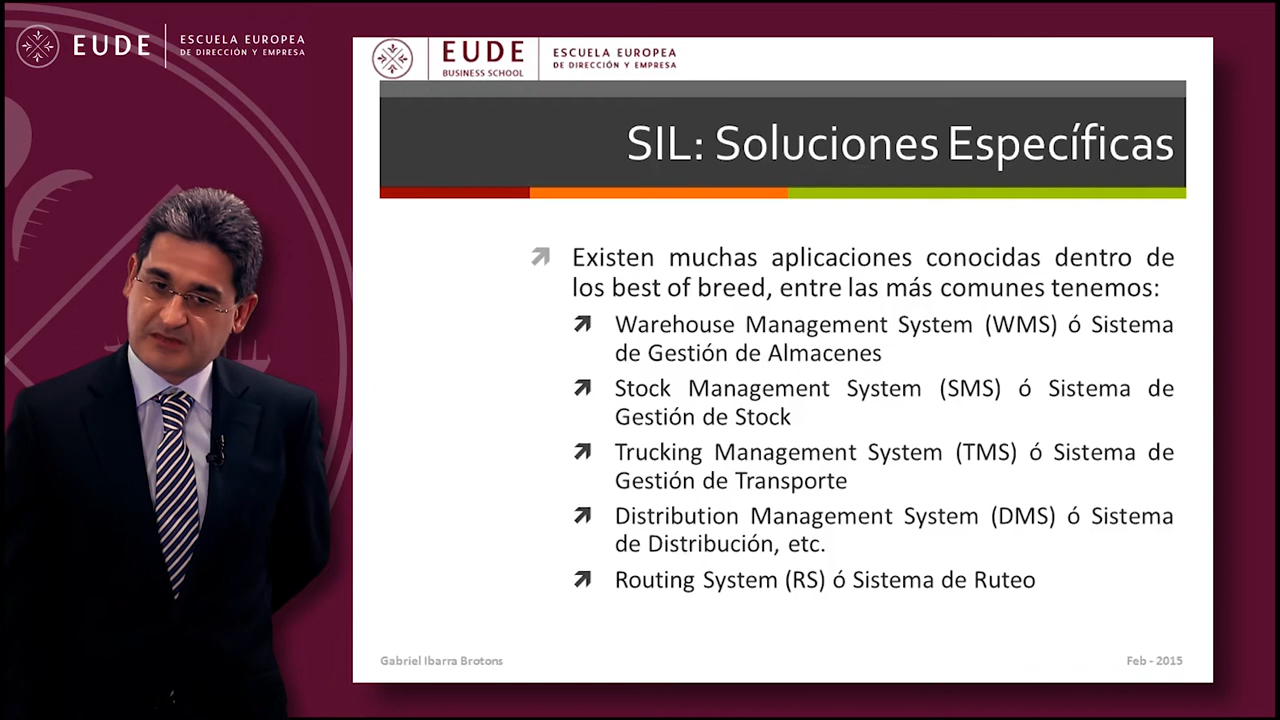 EUDE
ESCUELA EUROPEA
DE DIRECCIÓN Y EMPRESA
EUDE
BUSINESS SCHOOL
ESCUELA EUROPEA
DE DIRECCIÓN Y EMPRESA
SIL: Soluciones Específicas
Existen muchas aplicaciones conocidas dentro de
los best of breed, entre las más comunes tenemos:
Warehouse Management System (WMS) ó Sistema
de Gestión de Almacenes
Stock Management System (SMS) ó Sistema de
Gestión de Stock
Trucking Management System (TMS) ó Sistema de
Gestión de Transporte
Distribution Management System (DMS) ó Sistema
de Distribución, etc.
Routing System (RS) ó Sistema de Ruteo
Gabriel Ibarra Brotons
Feb - 2015